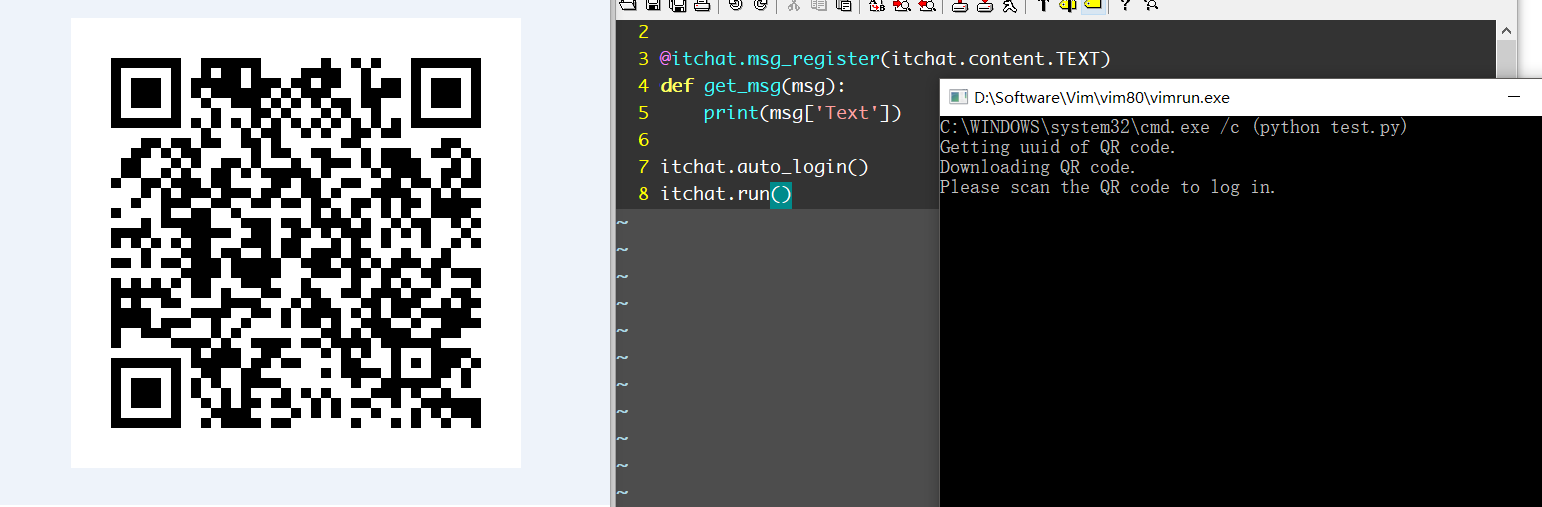 2
3 @itchat.msg_register(itchat.content.TEXT)
4 def get_msg(msg):
5     print(msg['Text'])
6
7 itchat.auto_login()
8 itchat.run()
~
~
~
~
~
~
~
~
~
~
~
D:\Software\Vim\vim80\vimrun.exe
C:\WINDOWS\system32\cmd.exe /c (python test.py)
Getting uuid of QR code.
Downloading QR code.
Please scan the QR code to log in.